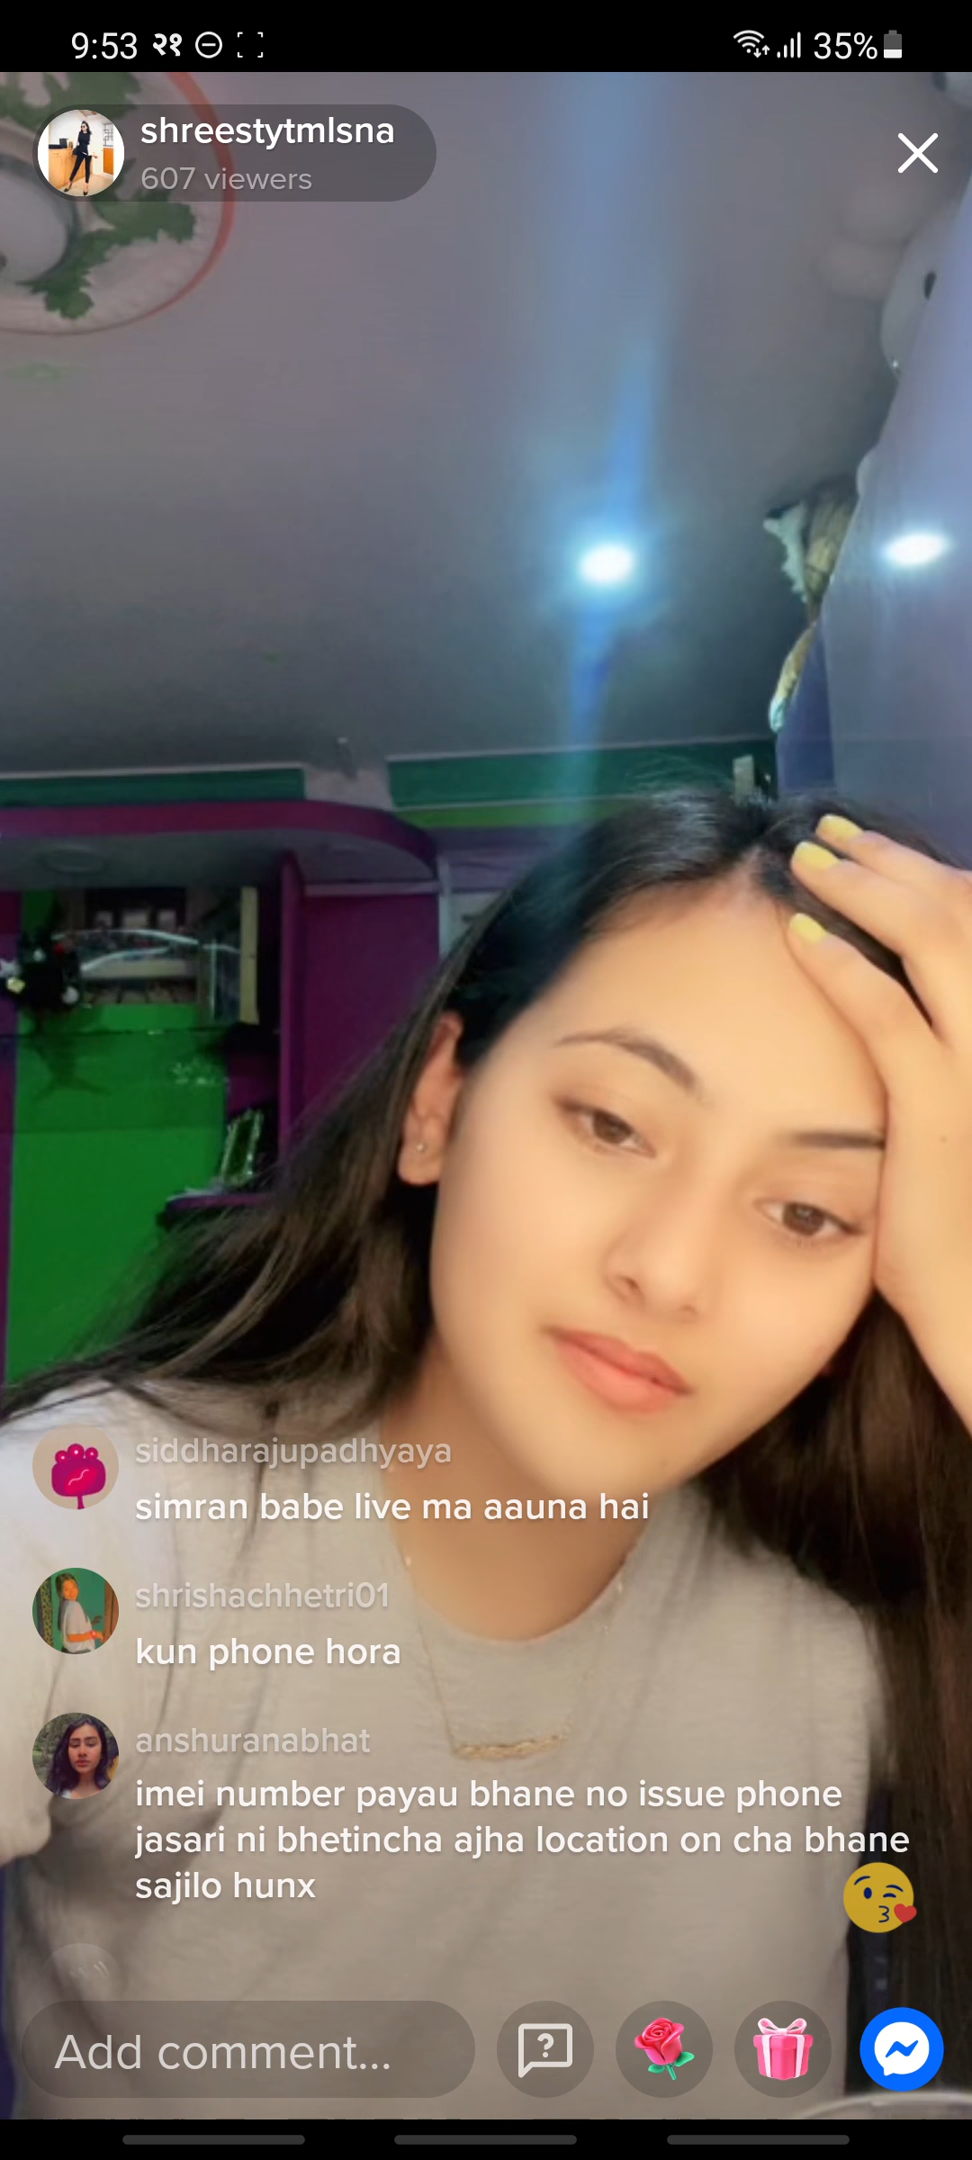 9:53 २१ 35%
shreestytmlsna
607 viewers
siddharajupadhyaya
simran babe live ma aauna hai
shrishachhetri01
kun phone hora
anshuranabhat
imei number payau bhane no issue phone
jasari ni bhetincha ajha location on cha bhane
sajilo hunx
Add comment...